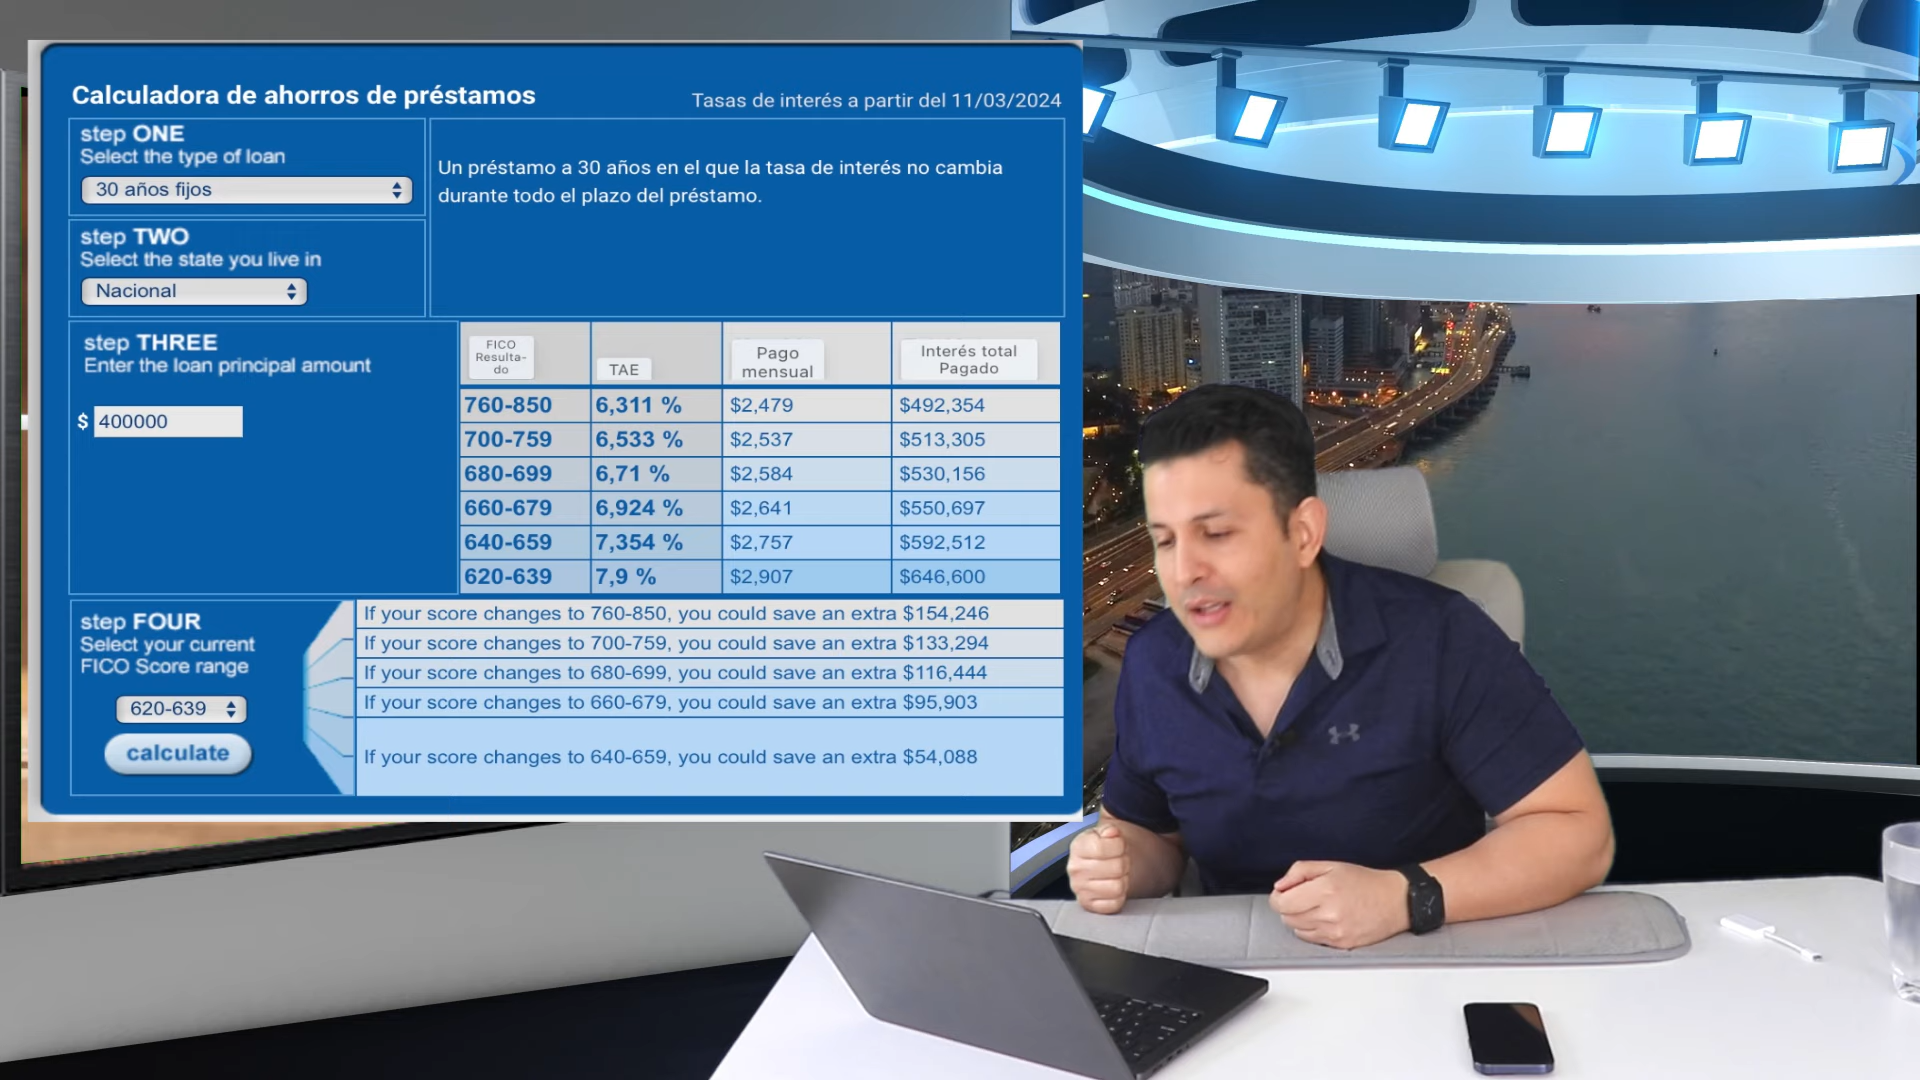 Calculadora de ahorros de préstamos
Tasas de interés a partir del 11/03/2024
step ONE
Select the type of loan
30 años fijos
Un préstamo a 30 años en el que la tasa de interés no cambia
durante todo el plazo del préstamo.
step TWO
Select the state you live in
Nacional
step THREE
Enter the loan principal amount
$ 400000
FICO
Resulta-
do
TAE
Pago
mensual
Interés total
Pagado
760-850 6,311 % $2,479 $492,354
700-759 6,533 % $2,537 $513,305
680-699 6,71 % $2,584 $530,156
660-679 6,924 % $2,641 $550,697
640-659 7,354 % $2,757 $592,512
620-639 7,9 % $2,907 $646,600
step FOUR
Select your current
FICO Score range
620-639
calculate
If your score changes to 760-850, you could save an extra $154,246
If your score changes to 700-759, you could save an extra $133,294
If your score changes to 680-699, you could save an extra $116,444
If your score changes to 660-679, you could save an extra $95,903
If your score changes to 640-659, you could save an extra $54,088